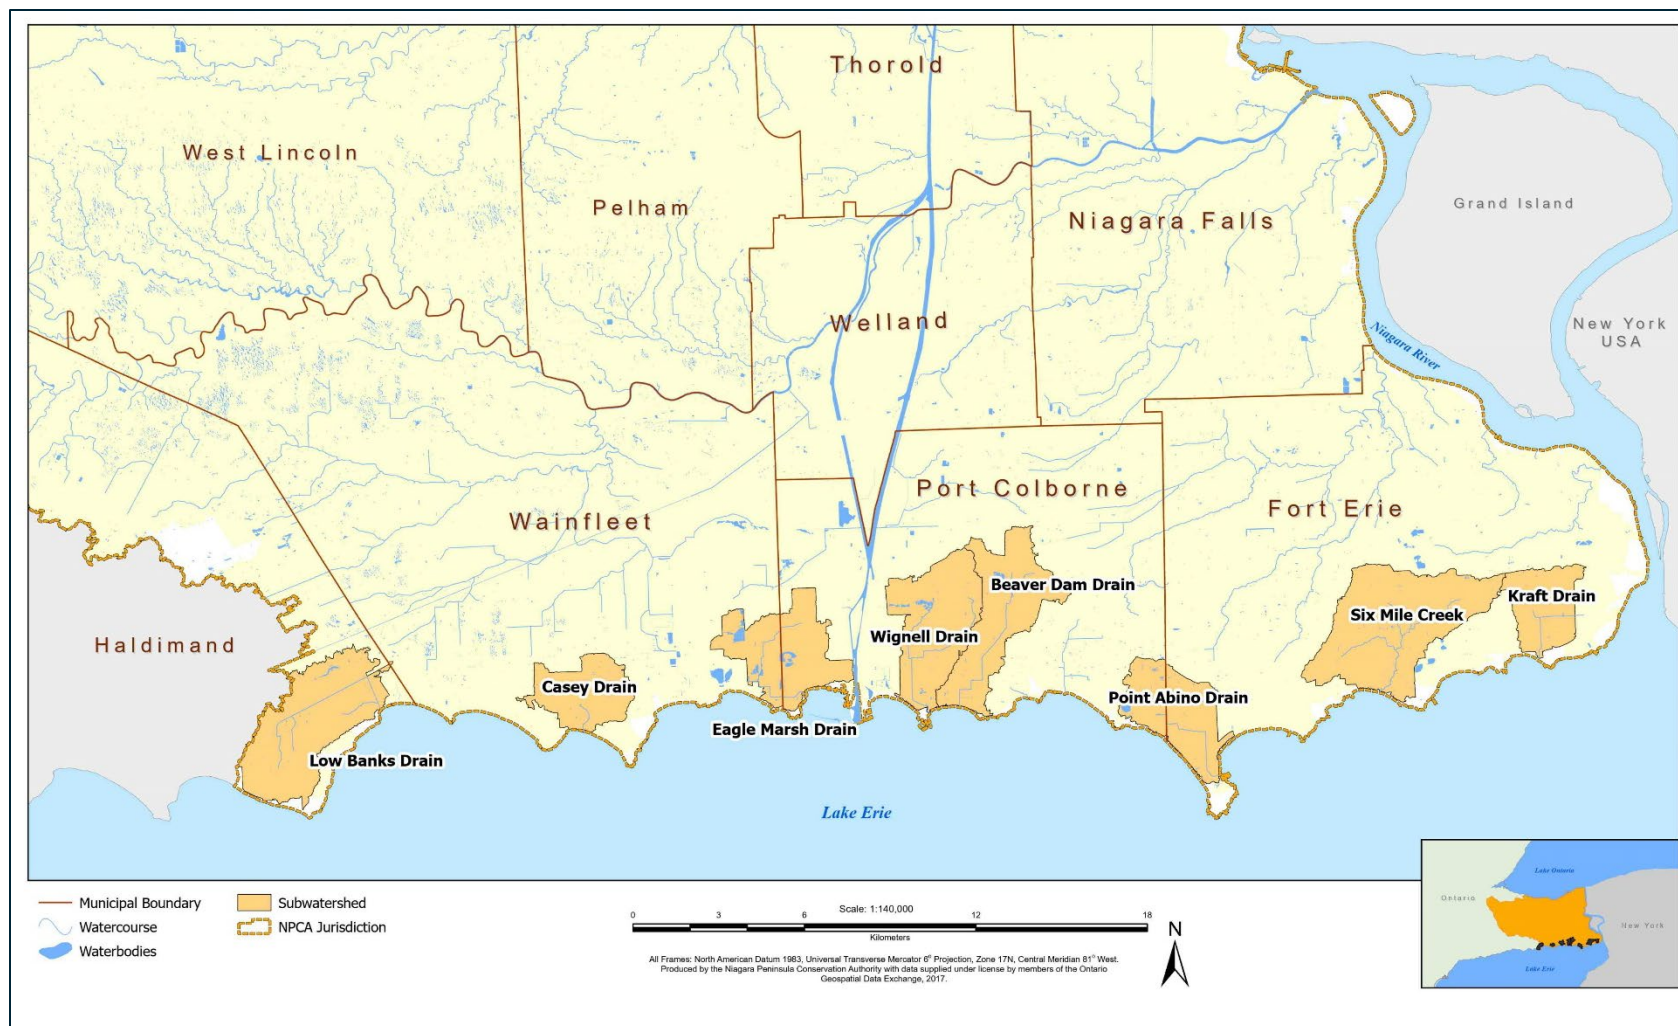 Thorold
West Lincoln
Pelham
Niagara Falls
Grand Island
Welland
Niagara River
New York
USA
Port Colborne
Wainfleet
Fort Erie
Beaver Dam Drain
Kraft Drain
Six Mile Creek
Wignell Drain
Haldimand
Casey Drain
Point Abino Drain
Eagle Marsh Drain
Low Banks Drain
Lake Erie
Municipal Boundary
Watercourse
Waterbodies
Subwatershed
NPCA Jurisdiction
Scale: 1:140,000
0 3 6 12 18
Kilometers
All Frames: North American Datum 1983, Universal Transverse Mercator 6° Projection, Zone 17N, Central Meridian 81° West.
Produced by the Niagara Peninsula Conservation Authority with data supplied under license by members of the Ontario
Geospatial Data Exchange, 2017.
N
Lake Ontario
Ontario
New York
Lake Erie